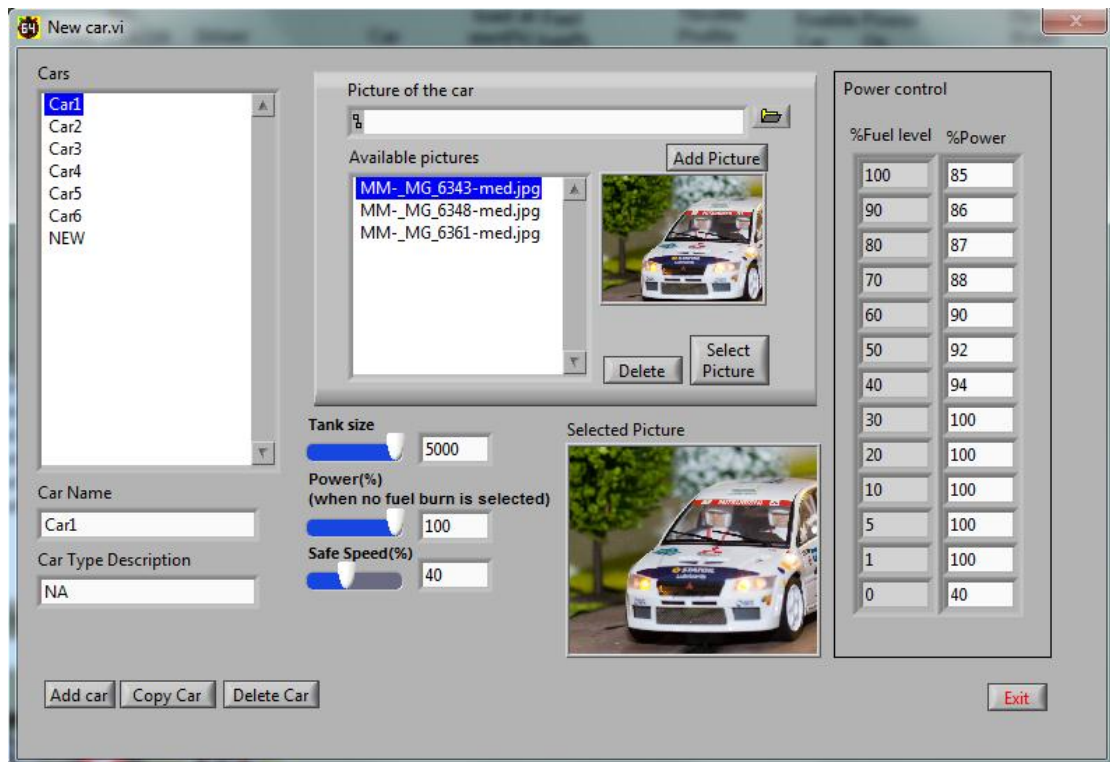 64 New car.vi
X
Cars
Car1
Car2
Car3
Car4
Car5
Car6
NEW
Car Name
Car1
Car Type Description
NA
Add car Copy Car Delete Car
Picture of the car
Available pictures
Add Picture
MM-_MG_6343-med.jpg
MM-_MG_6348-med.jpg
MM-_MG_6361-med.jpg
Delete
Select
Picture
Tank size
5000
Power(%)
(when no fuel burn is selected)
100
Safe Speed(%)
40
Selected Picture
Power control
%Fuel level %Power
100 85
90 86
80 87
70 88
60 90
50 92
40 94
30 100
20 100
10 100
5 100
1 100
0 40
Exit